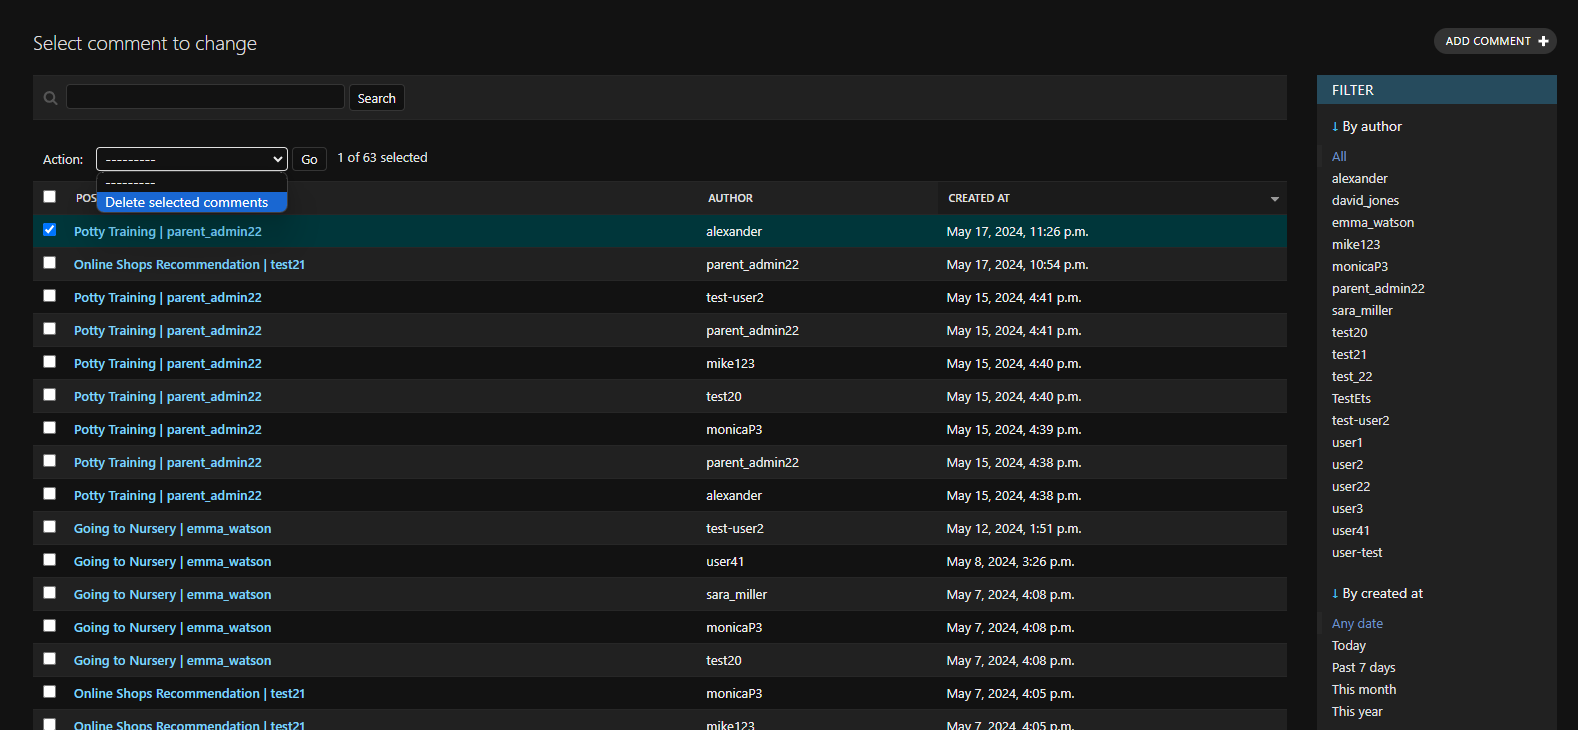 Select comment to change
ADD COMMENT
Search
Action: --------- Go 1 of 63 selected
---------
Delete selected comments
AUTHOR CREATED AT
Potty Training | parent_admin22 alexander May 17, 2024, 11:26 p.m.
Online Shops Recommendation | test21 parent_admin22 May 17, 2024, 10:54 p.m.
Potty Training | parent_admin22 test-user2 May 15, 2024, 4:41 p.m.
Potty Training | parent_admin22 parent_admin22 May 15, 2024, 4:41 p.m.
Potty Training | parent_admin22 mike123 May 15, 2024, 4:40 p.m.
Potty Training | parent_admin22 test20 May 15, 2024, 4:40 p.m.
Potty Training | parent_admin22 monicaP3 May 15, 2024, 4:39 p.m.
Potty Training | parent_admin22 parent_admin22 May 15, 2024, 4:38 p.m.
Potty Training | parent_admin22 alexander May 15, 2024, 4:38 p.m.
Going to Nursery | emma_watson test-user2 May 12, 2024, 1:51 p.m.
Going to Nursery | emma_watson user41 May 8, 2024, 3:26 p.m.
Going to Nursery | emma_watson sara_miller May 7, 2024, 4:08 p.m.
Going to Nursery | emma_watson monicaP3 May 7, 2024, 4:08 p.m.
Going to Nursery | emma_watson test20 May 7, 2024, 4:08 p.m.
Online Shops Recommendation | test21 monicaP3 May 7, 2024, 4:05 p.m.
Online Shops Recommendation | test21 mike123 May 7, 2024, 4:05 p.m.
FILTER
↓ By author
All
alexander
david_jones
emma_watson
mike123
monicaP3
parent_admin22
sara_miller
test20
test21
test_22
TestEts
test-user2
user1
user2
user22
user3
user41
user-test
↓ By created at
Any date
Today
Past 7 days
This month
This year